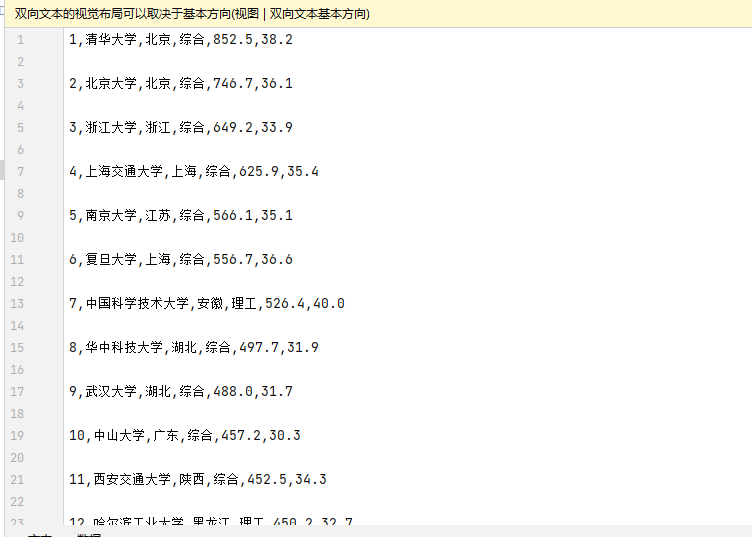 双向文本的视觉布局可以取决于基本方向(视图 | 双向文本基本方向)
1 1,清华大学,北京,综合,852.5,38.2
2
3 2,北京大学,北京,综合,746.7,36.1
4
5 3,浙江大学,浙江,综合,649.2,33.9
6
7 4,上海交通大学,上海,综合,625.9,35.4
8
9 5,南京大学,江苏,综合,566.1,35.1
10
11 6,复旦大学,上海,综合,556.7,36.6
12
13 7,中国科学技术大学,安徽,理工,526.4,40.0
14
15 8,华中科技大学,湖北,综合,497.7,31.9
16
17 9,武汉大学,湖北,综合,488.0,31.7
18
19 10,中山大学,广东,综合,457.2,30.3
20
21 11,西安交通大学,陕西,综合,452.5,34.3
22
23 12,哈尔滨工业大学,黑龙江,理工,450.2,32.7
文本 数据